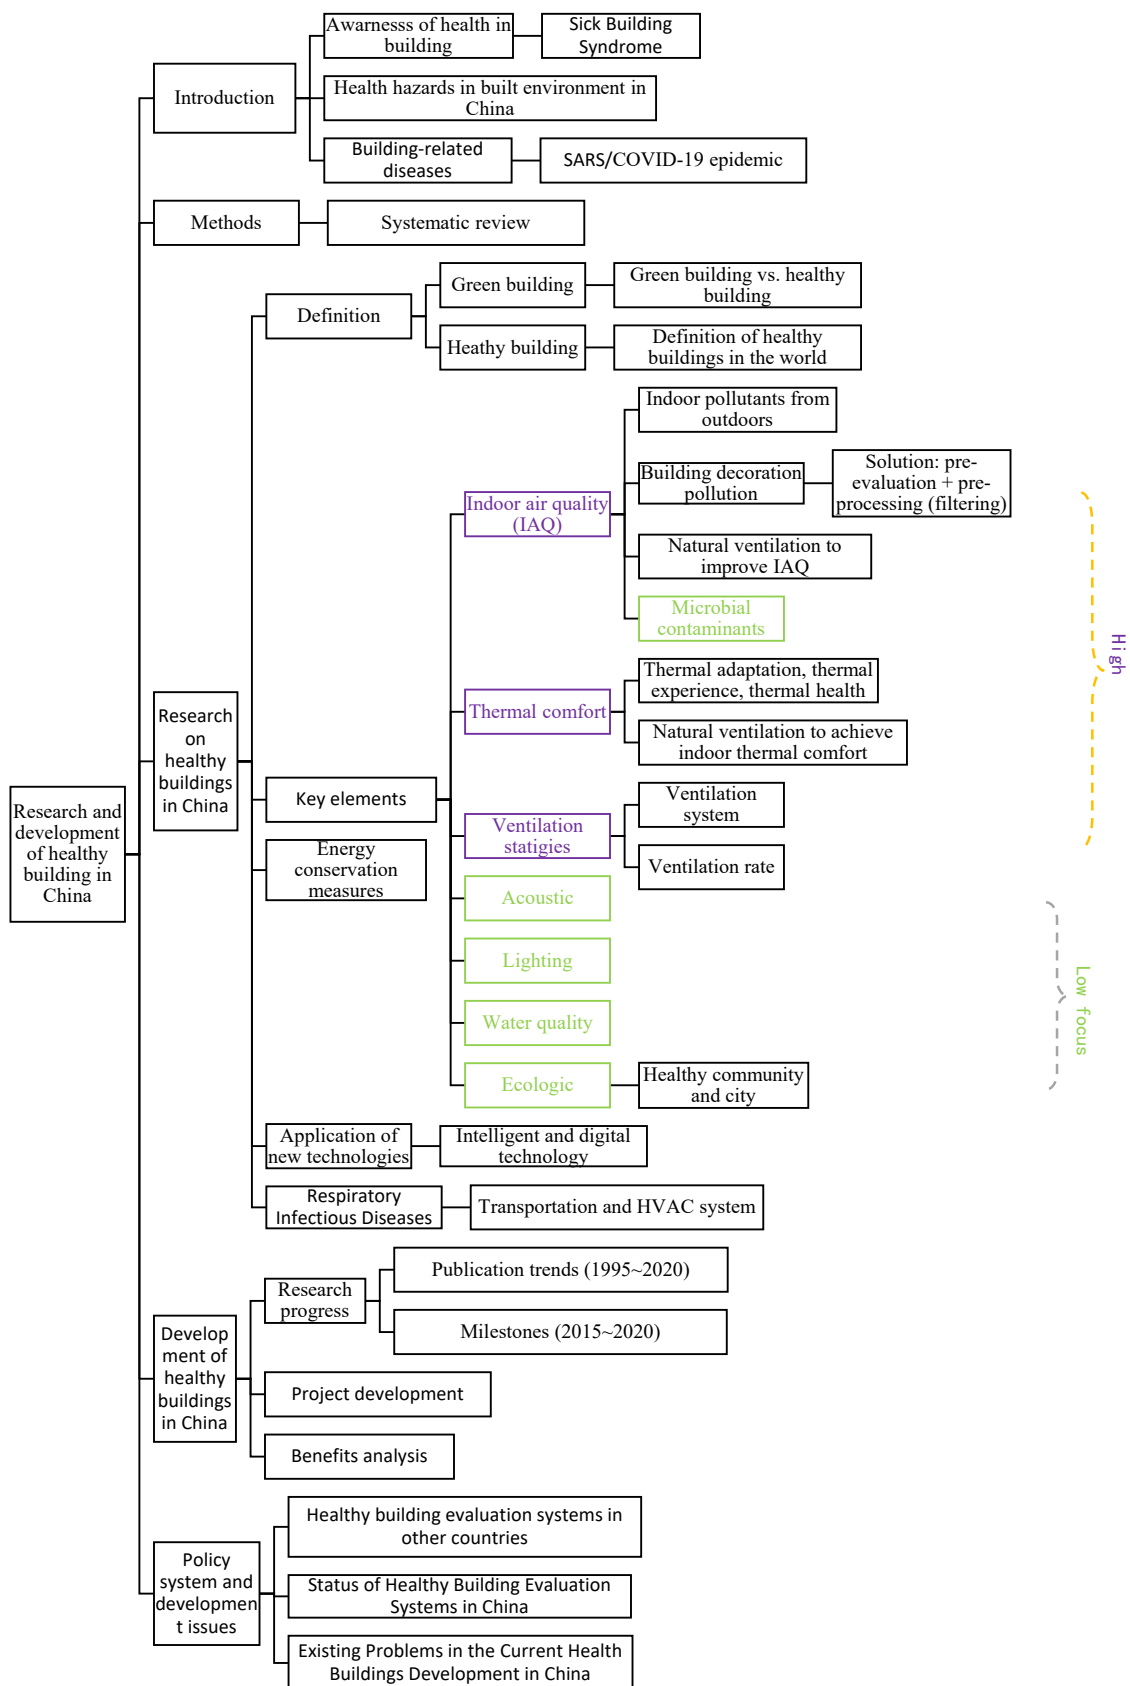 Awarnesss of health in
building
Sick Building
Syndrome
Introduction
Health hazards in built environment in
China
Building-related
diseases
SARS/COVID-19 epidemic
Methods
Systematic review
Definition
Green building
Green building vs. healthy
building
Heathy building
Definition of healthy
buildings in the world
Indoor pollutants from
outdoors
Building decoration
pollution
Solution: pre-
evaluation + pre-
processing (filtering)
Indoor air quality
(IAQ)
Natural ventilation to
improve IAQ
Microbial
contaminants
High
Thermal adaptation, thermal
experience, thermal health
Thermal comfort
Natural ventilation to achieve
indoor thermal comfort
Research
on
healthy
buildings
in China
Key elements
Ventilation
system
Ventilation
statigies
Ventilation rate
Research and
development
of healthy
building in
China
Energy
conservation
measures
Acoustic
Lighting
Water quality
Low focus
Ecologic
Healthy community
and city
Application of
new technologies
Intelligent and digital
technology
Respiratory
Infectious Diseases
Transportation and HVAC system
Research
progress
Publication trends (1995~2020)
Milestones (2015~2020)
Develop
ment of
healthy
buildings
in China
Project development
Benefits analysis
Healthy building evaluation systems in
other countries
Policy
system and
developmen
t issues
Status of Healthy Building Evaluation
Systems in China
Existing Problems in the Current Health
Buildings Development in China